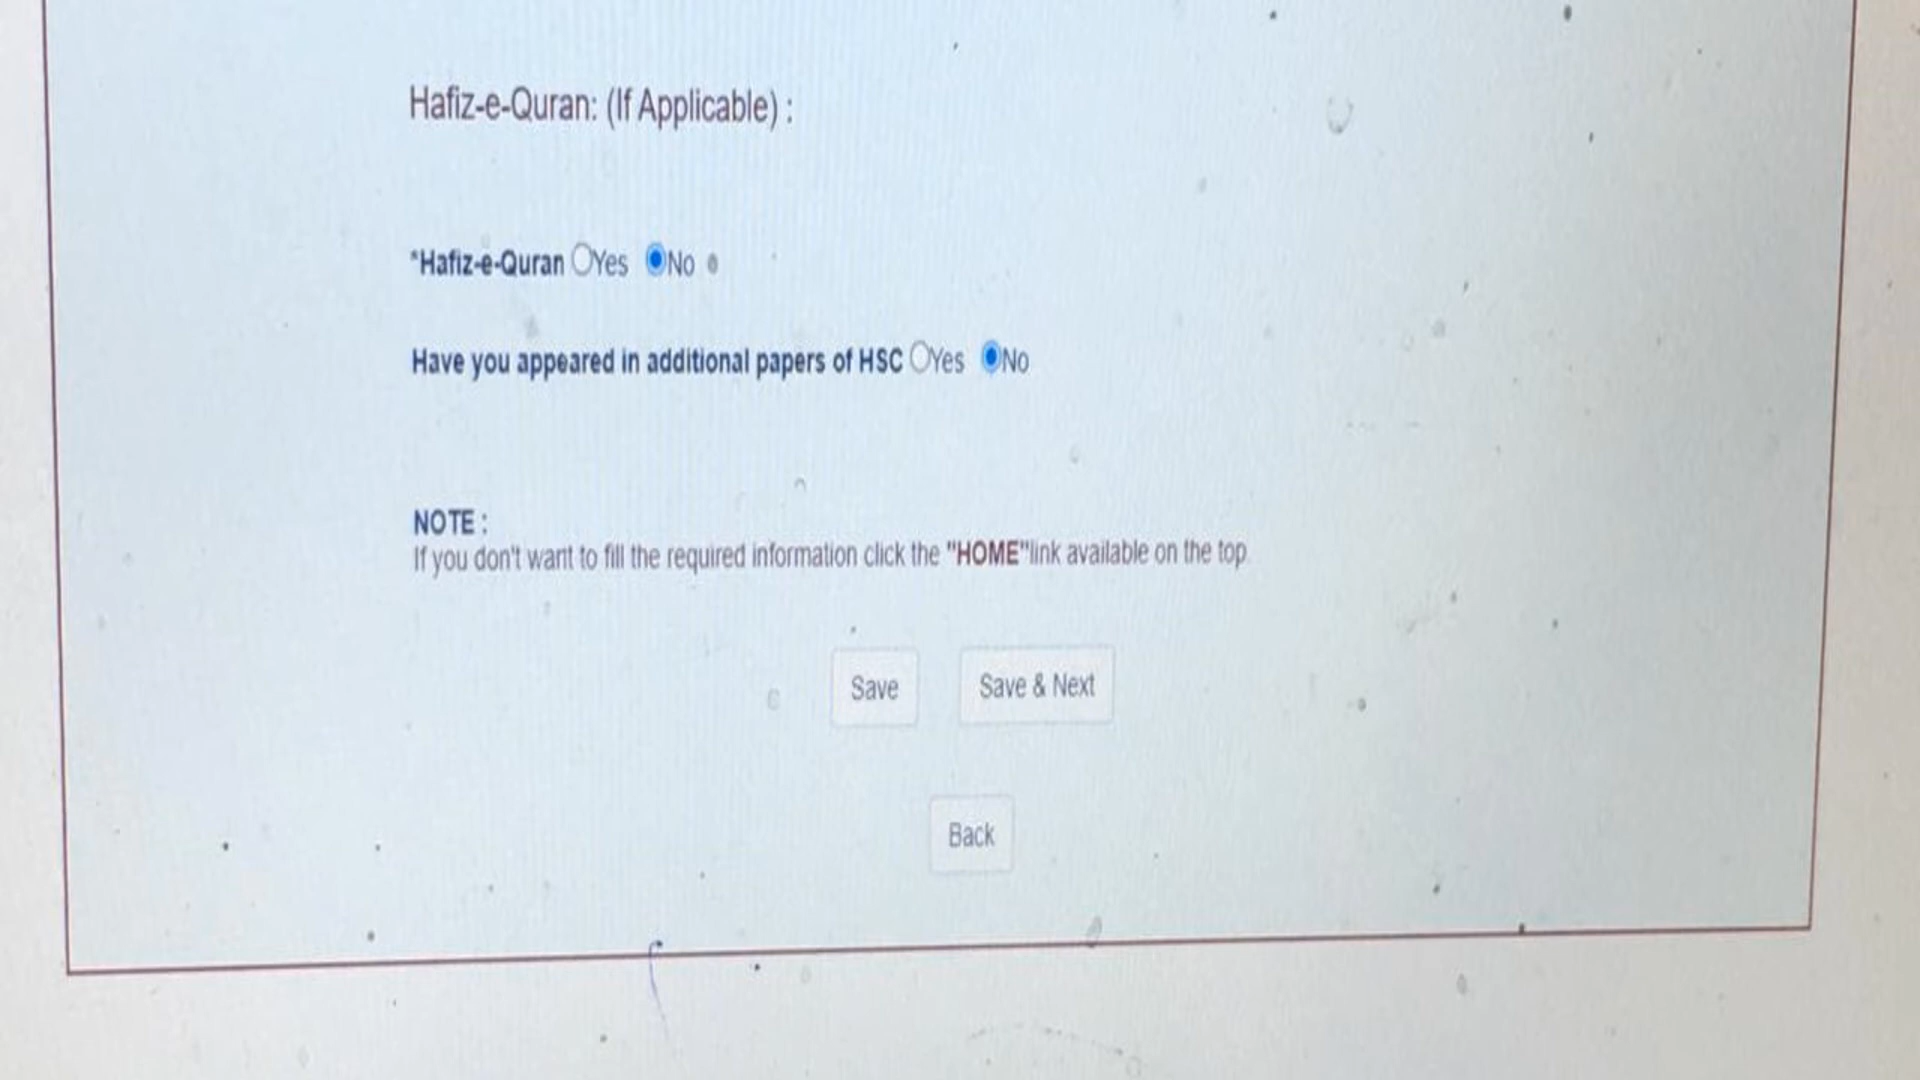 Hafiz-e-Quran: (If Applicable) :
*Hafiz-e-Quran Yes No
Have you appeared in additional papers of HSC Yes No
NOTE :
If you don't want to fill the required information click the "HOME"link available on the top
Save Save & Next
Back